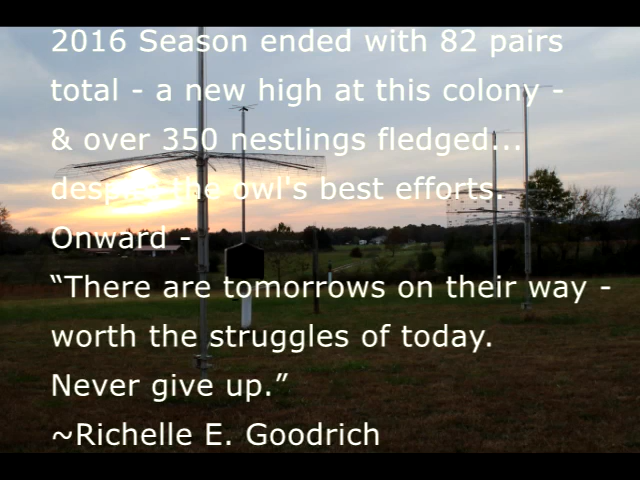 2016 Season ended with 82 pairs
total - a new high at this colony -
& over 350 nestlings fledged...
despite the owl's best efforts.
Onward -
“There are tomorrows on their way -
worth the struggles of today.
Never give up.”
~Richelle E. Goodrich